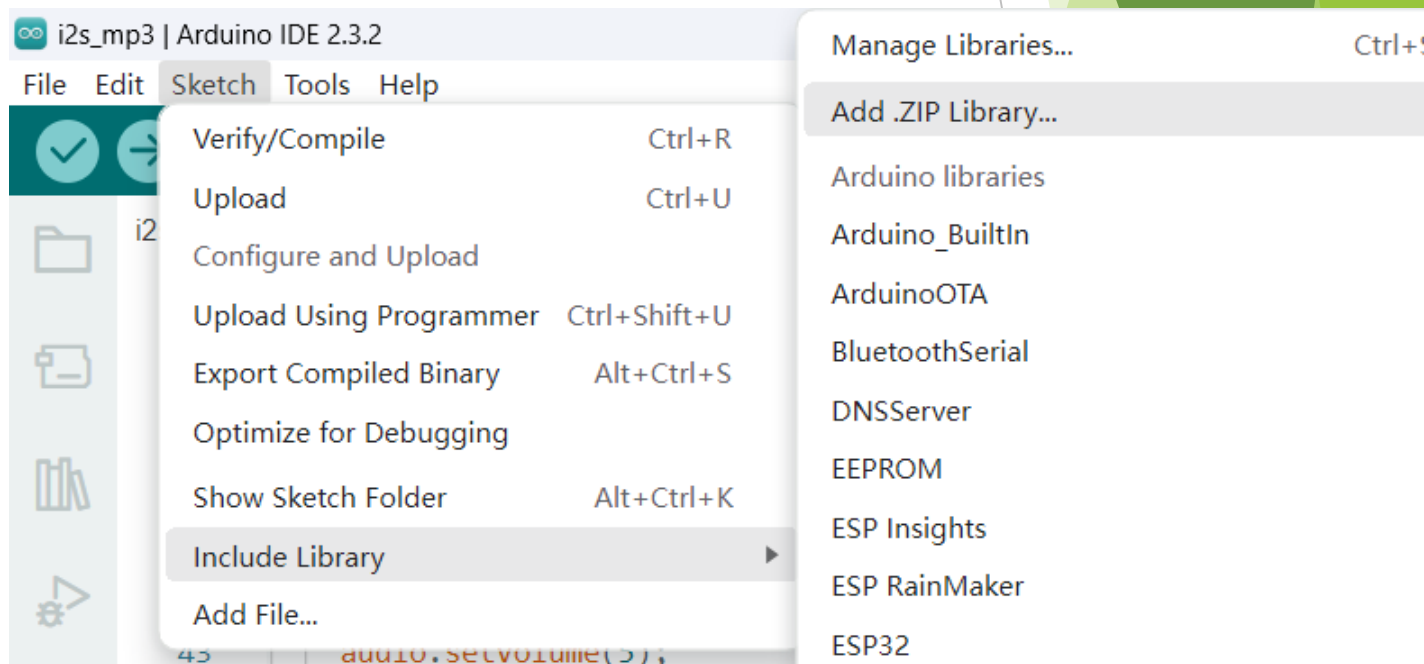 i2s_mp3 | Arduino IDE 2.3.2
File Edit Sketch Tools Help
Verify/Compile Ctrl+R
Upload Ctrl+U
Configure and Upload
Upload Using Programmer Ctrl+Shift+U
Export Compiled Binary Alt+Ctrl+S
Optimize for Debugging
Show Sketch Folder Alt+Ctrl+K
Include Library
Add File...
i2
43 audio.setVolume(5);
Manage Libraries... Ctrl+S
Add .ZIP Library...
Arduino libraries
Arduino_BuiltIn
ArduinoOTA
BluetoothSerial
DNSServer
EEPROM
ESP Insights
ESP RainMaker
ESP32